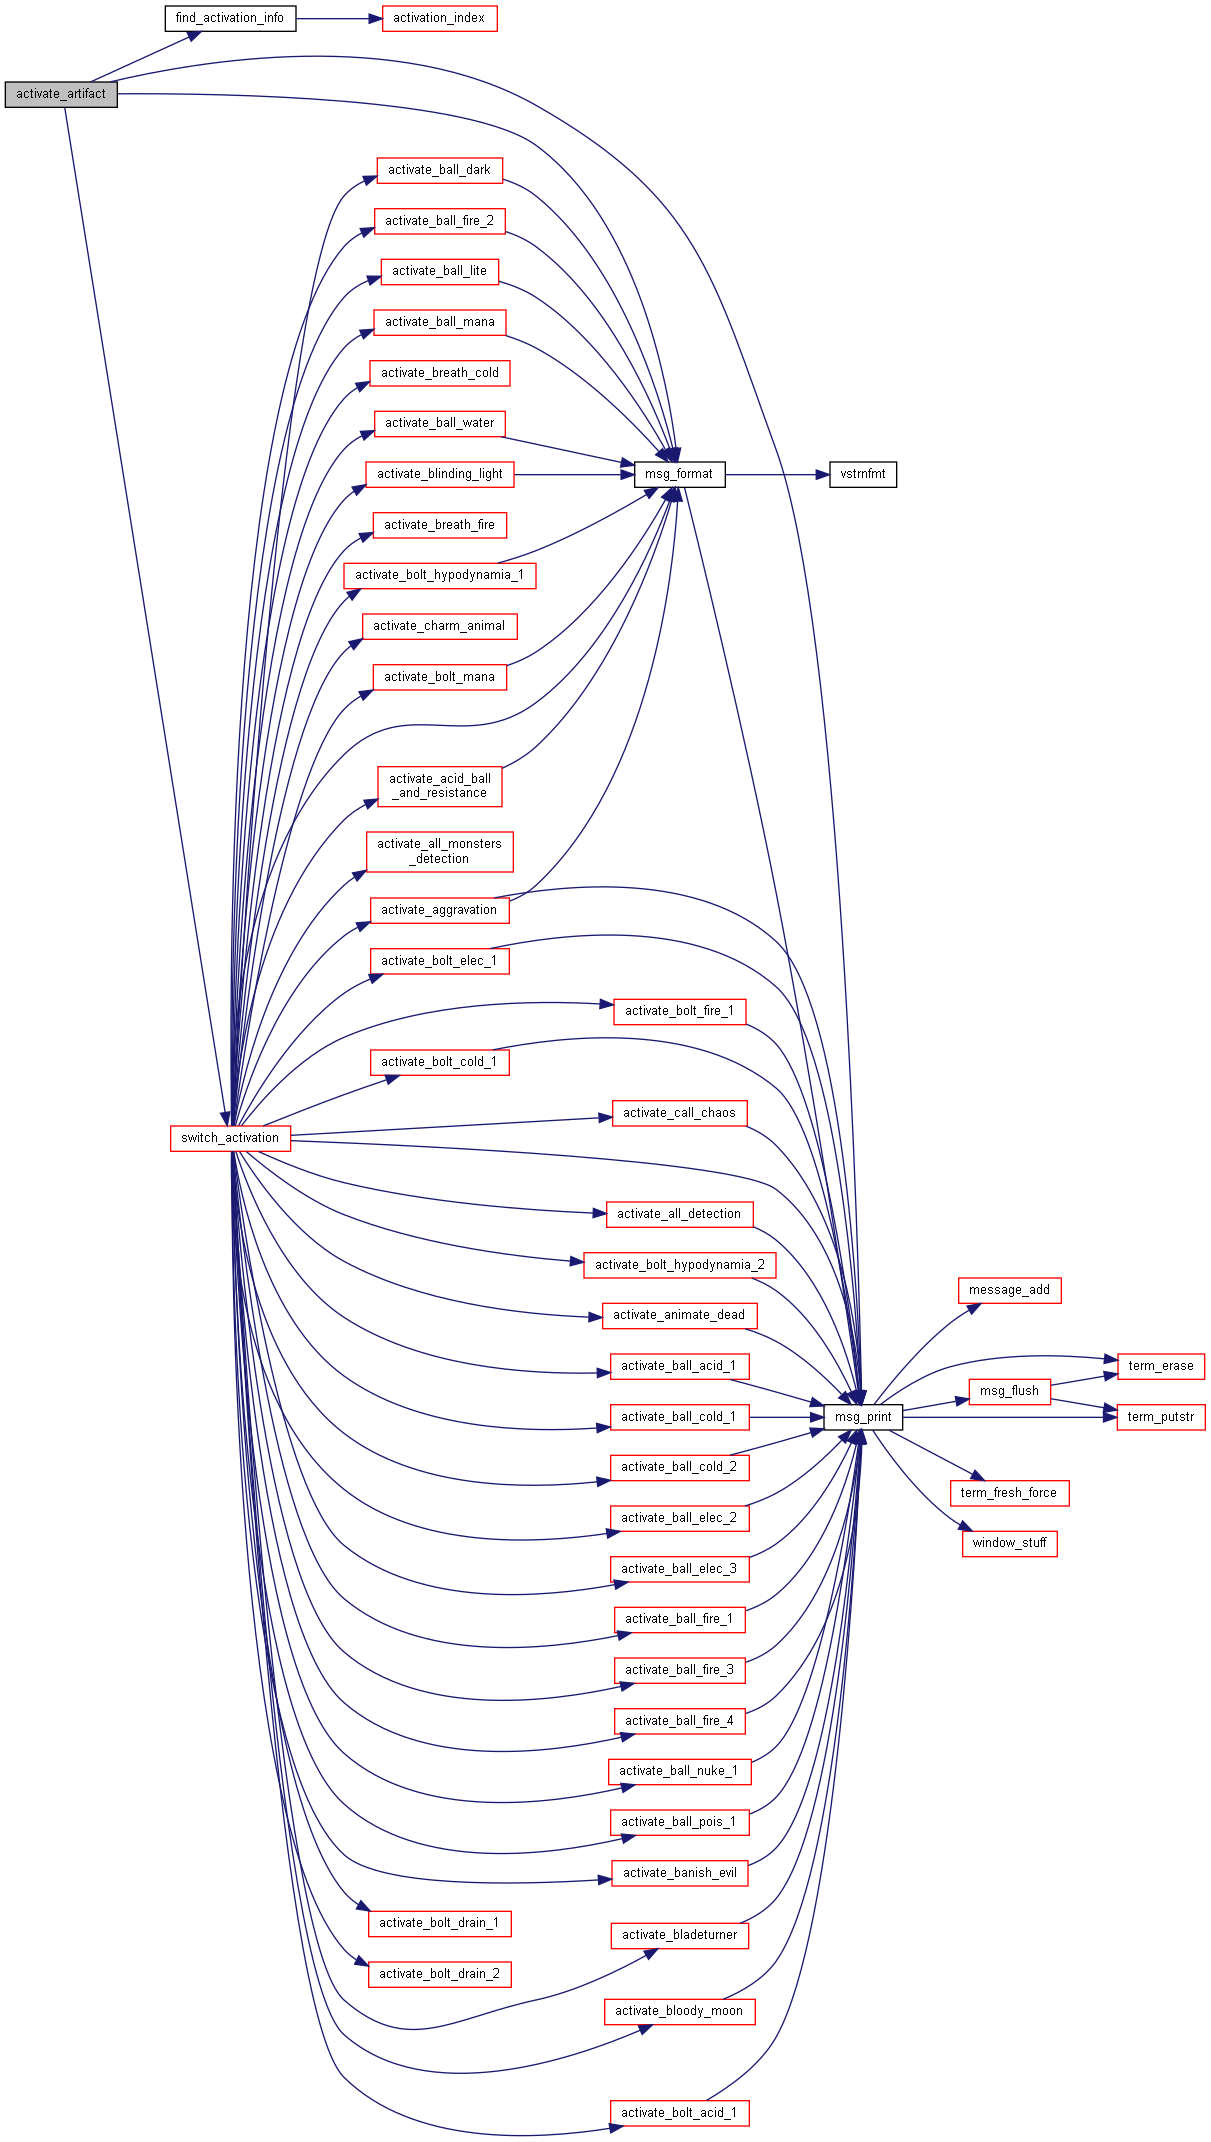 find_activation_info
activation_index
activate_artifact
activate_ball_dark
activate_ball_fire_2
activate_ball_lite
activate_ball_mana
activate_breath_cold
activate_ball_water
activate_blinding_light
msg_format
vstrnfmt
activate_breath_fire
activate_bolt_hypodynamia_1
activate_charm_animal
activate_bolt_mana
activate_acid_ball
_and_resistance
activate_all_monsters
_detection
activate_aggravation
activate_bolt_elec_1
activate_bolt_fire_1
activate_bolt_cold_1
activate_call_chaos
switch_activation
activate_all_detection
activate_bolt_hypodynamia_2
message_add
activate_animate_dead
activate_ball_acid_1
term_erase
msg_flush
activate_ball_cold_1
msg_print
term_putstr
activate_ball_cold_2
term_fresh_force
activate_ball_elec_2
window_stuff
activate_ball_elec_3
activate_ball_fire_1
activate_ball_fire_3
activate_ball_fire_4
activate_ball_nuke_1
activate_ball_pois_1
activate_banish_evil
activate_bolt_drain_1
activate_bladeturner
activate_bolt_drain_2
activate_bloody_moon
activate_bolt_acid_1